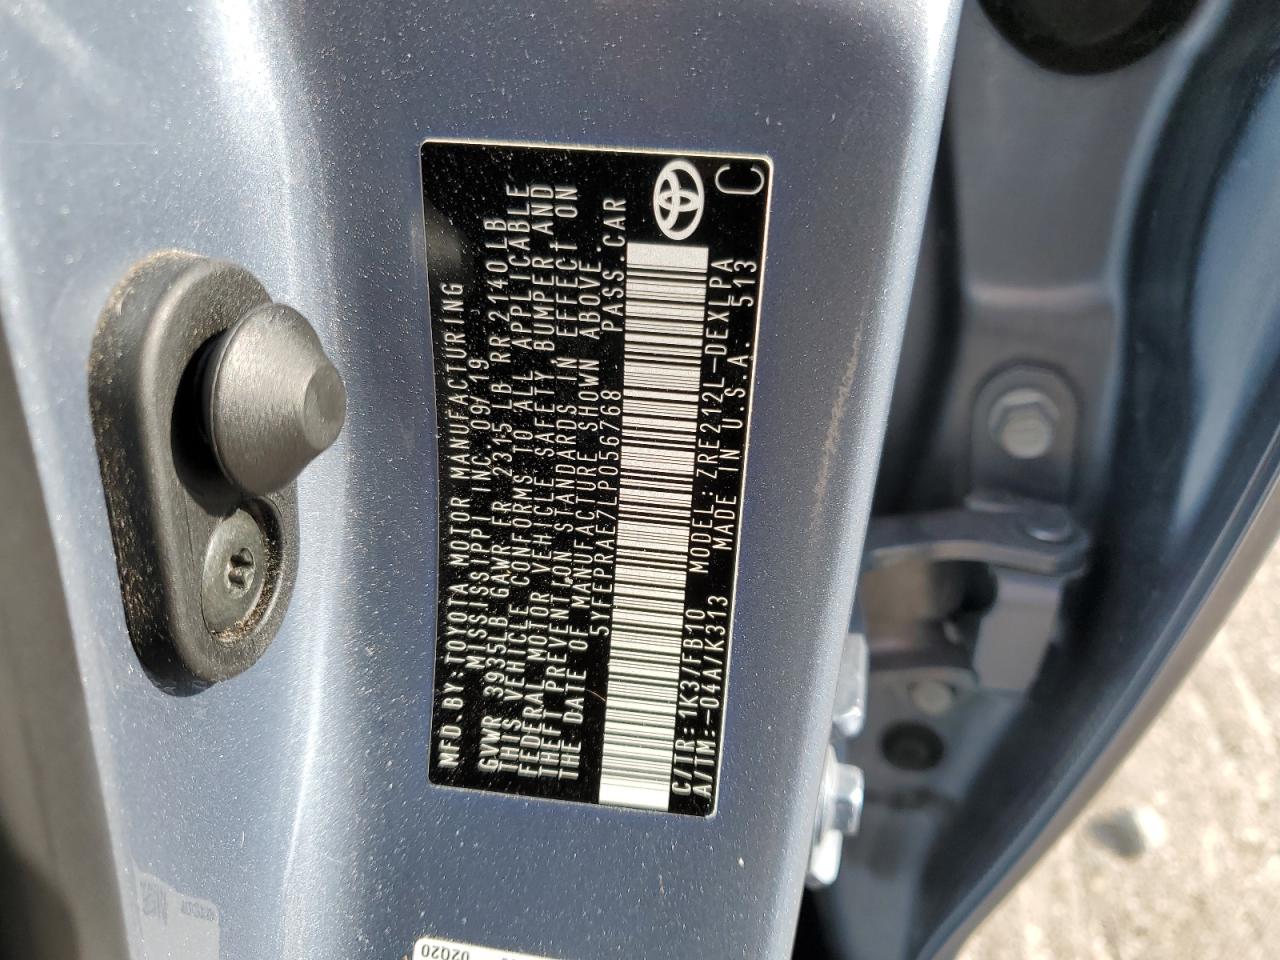 MFD.BY:TOYOTA MOTOR MANUFACTURING
MISSISSIPPI INC.09/19
GVWR 3935LB GAWR FR 2315 LB RR 2140LB
THIS VEHICLE CONFORMS TO ALL APPLICABLE
FEDERAL MOTOR VEHICLE SAFETY BUMPER AND
THEFT PREVENTION STANDARDS IN EFFECT ON
THE DATE OF MANUFACTURE SHOWN ABOVE.
5YFEPRAE7LP056768 PASS.CAR
C/TR:1K3/FB10 MODEL:ZRE212L-DEXLPA
A/TM:-04A/K313 MADE IN U.S.A. 513
C
02020